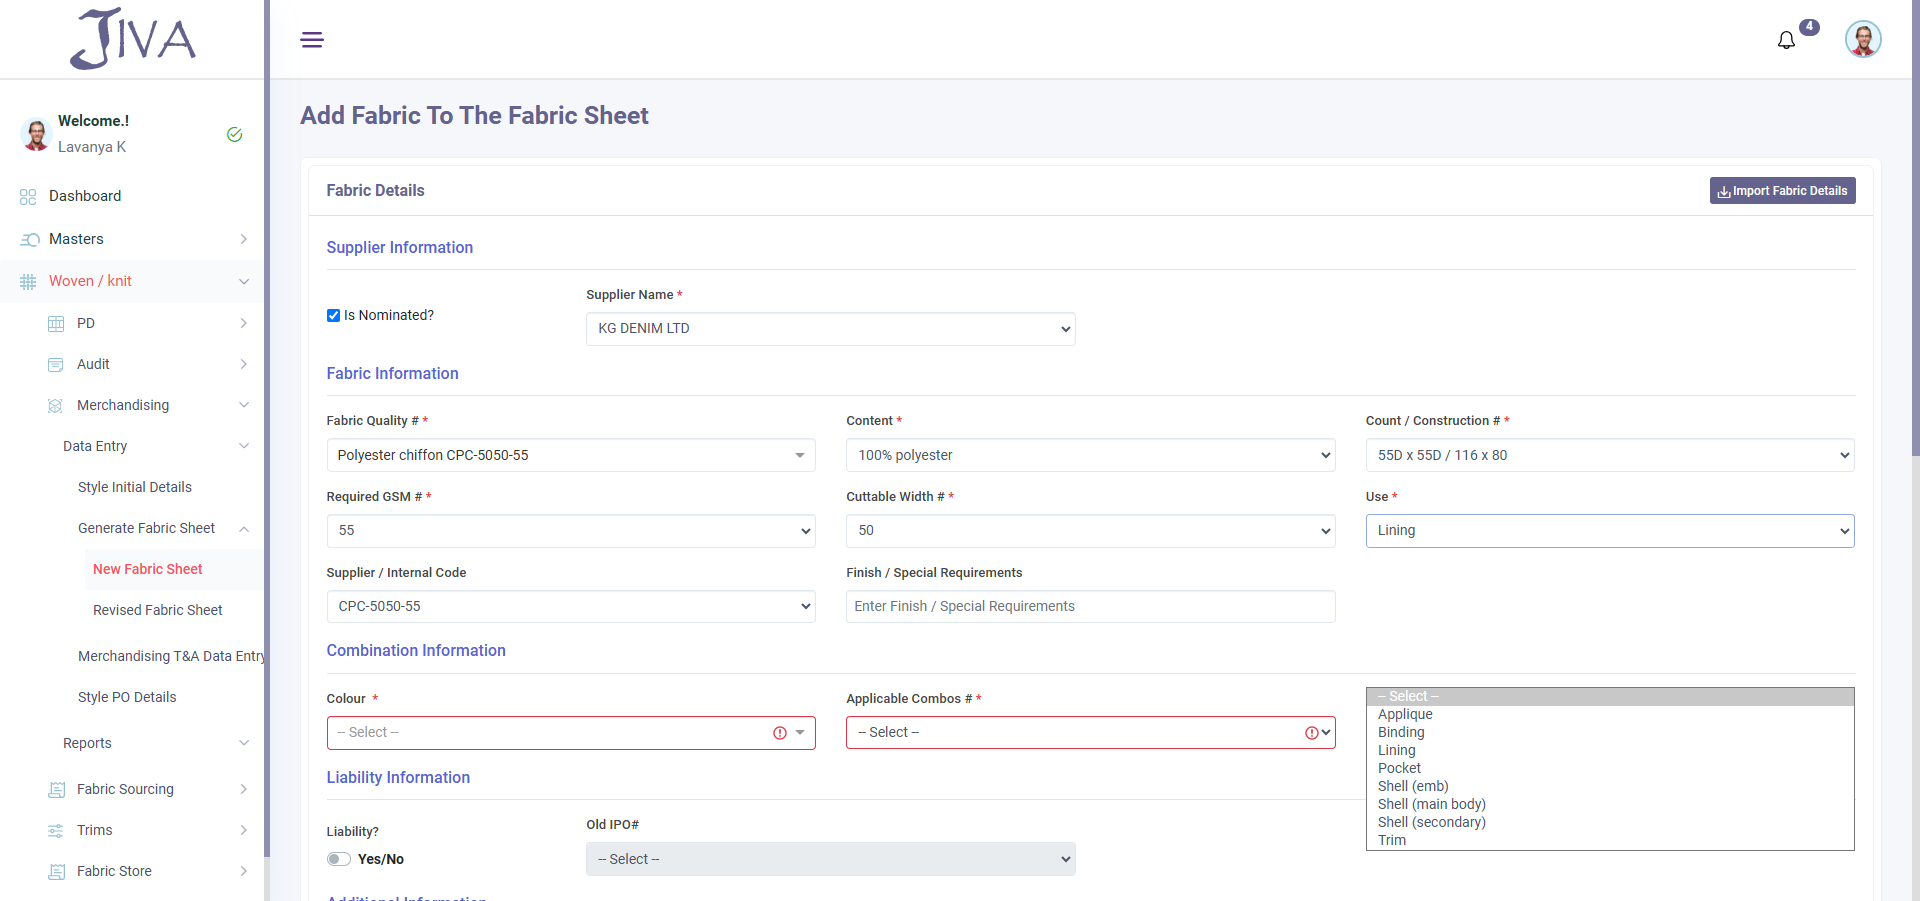 JIVA
4
Welcome.!
Lavanya K
Dashboard
Masters
Woven / knit
PD
Audit
Merchandising
Data Entry
Style Initial Details
Generate Fabric Sheet
New Fabric Sheet
Revised Fabric Sheet
Merchandising T&A Data Entry
Style PO Details
Reports
Fabric Sourcing
Trims
Fabric Store
Add Fabric To The Fabric Sheet
Fabric Details
Import Fabric Details
Supplier Information
Is Nominated?
Supplier Name *
KG DENIM LTD
Fabric Information
Fabric Quality # *
Content *
Count / Construction # *
Polyester chiffon CPC-5050-55
100% polyester
55D x 55D / 116 x 80
Required GSM # *
Cuttable Width # *
Use *
55
50
Lining
Supplier / Internal Code
Finish / Special Requirements
CPC-5050-55
Enter Finish / Special Requirements
Combination Information
Colour *
Applicable Combos # *
-- Select --
-- Select --
-- Select --
Applique
Binding
Lining
Pocket
Shell (emb)
Shell (main body)
Shell (secondary)
Trim
Liability Information
Liability?
Old IPO#
Yes/No
-- Select --
Additional Information